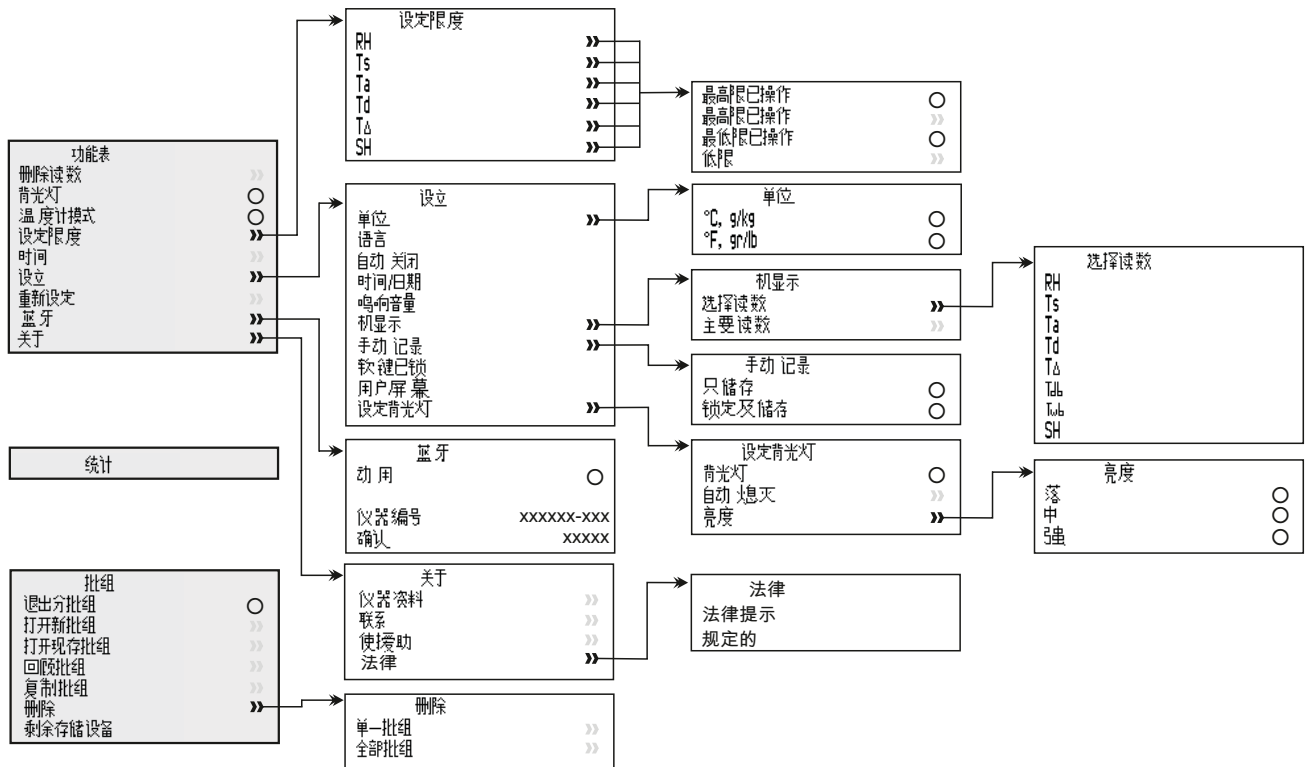 设定限度
RH
Ts
Ta
Td
T∆
SH
最高限已操作
最高限已操作
最低限已操作
低限
功能表
删除读数
背光灯
温度计模式
设定限度
时间
设立
重新设定
蓝牙
关于
设立
单位
语言
自动关闭
时间/日期
鸣响音量
机显示
手动记录
软键已锁
用户屏幕
设定背光灯
单位
°C, g/kg
°F, gr/lb
机显示
选择读数
主要读数
选择读数
RH
Ts
Ta
Td
T∆
Tdb
Twb
SH
手动记录
只储存
锁定及储存
设定背光灯
背光灯
自动熄灭
亮度
亮度
落
中
强
统计
蓝牙
动用
仪器编号 xxxxxx-xxx
确认 xxxxx
批组
退出分批组
打开新批组
打开现存批组
回顾批组
复制批组
删除
剩余存储设备
关于
仪器资料
联系
使援助
法律
法律
法律提示
规定的
删除
单一批组
全部批组